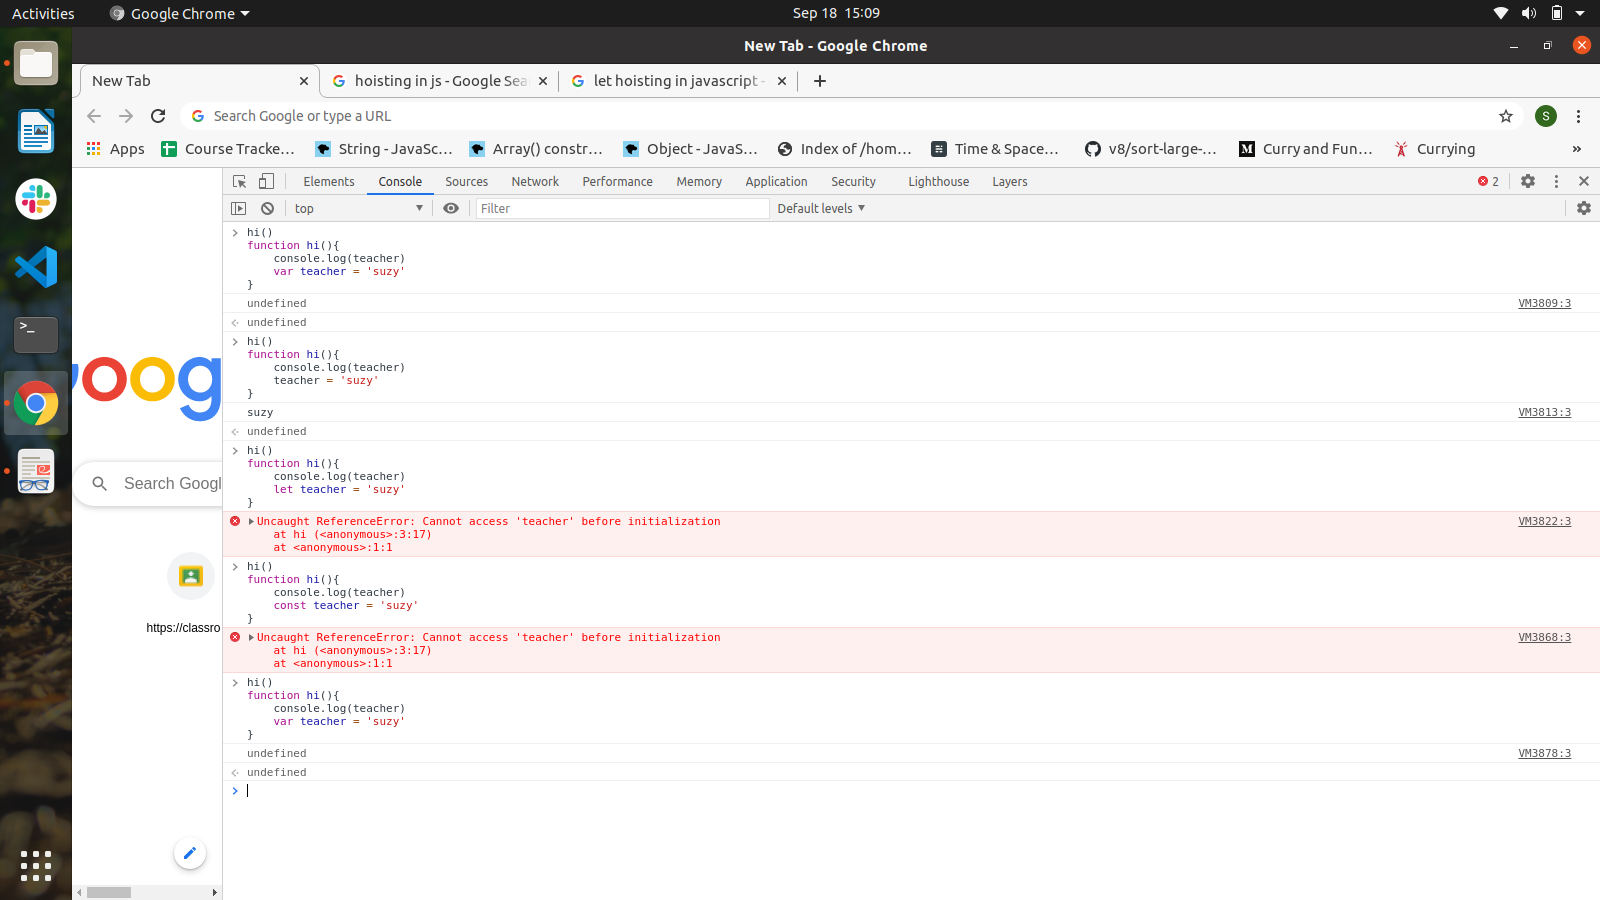 Activities
Google Chrome
Sep 18 15:09
New Tab - Google Chrome
New Tab
hoisting in js - Google Sea
let hoisting in javascript -
Search Google or type a URL
S
Apps
Course Tracke...
String - JavaSc...
Array() constr...
Object - JavaS...
Index of /hom...
Time & Space...
v8/sort-large-...
M
Curry and Fun...
Currying
»
Elements
Console
Sources
Network
Performance
Memory
Application
Security
Lighthouse
Layers
2
top
Filter
Default levels
hi()
function hi(){
console.log(teacher)
var teacher = 'suzy'
}
undefined
VM3809:3
undefined
hi()
function hi(){
console.log(teacher)
teacher = 'suzy'
}
suzy
VM3813:3
undefined
hi()
function hi(){
console.log(teacher)
let teacher = 'suzy'
}
Uncaught ReferenceError: Cannot access 'teacher' before initialization
VM3822:3
at hi (<anonymous>:3:17)
at <anonymous>:1:1
hi()
function hi(){
console.log(teacher)
const teacher = 'suzy'
}
Uncaught ReferenceError: Cannot access 'teacher' before initialization
VM3868:3
at hi (<anonymous>:3:17)
at <anonymous>:1:1
hi()
function hi(){
console.log(teacher)
var teacher = 'suzy'
}
undefined
VM3878:3
undefined
>_
oog
Search Googl
https://classro